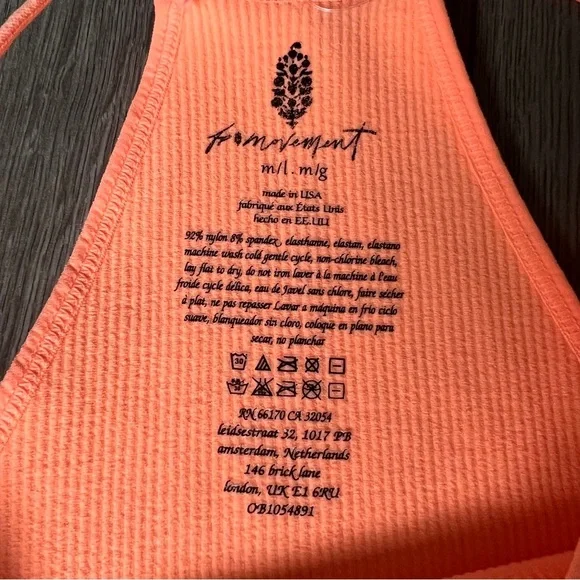 fp movement
m/l . m/g
made in USA
fabriqué aux États Unis
hecho en EE.UU
92% nylon 8% spandex, elasthanne, elastan, elastano
machine wash cold gentle cycle, non-chlorine bleach,
lay flat to dry, do not iron laver à la machine à l'eau
froide cycle délica, eau de Javel sans chlore, faire sécher
à plat, ne pas repasser Lavar a máquina en frío ciclo
suave, blanqueador sin cloro, coloque en plano para
secar, no planchar
30
RN 66170 CA 32054
leidsestraat 32, 1017 PB
amsterdam, Netherlands
146 brick lane
london, UK E1 6RU
OB1054891